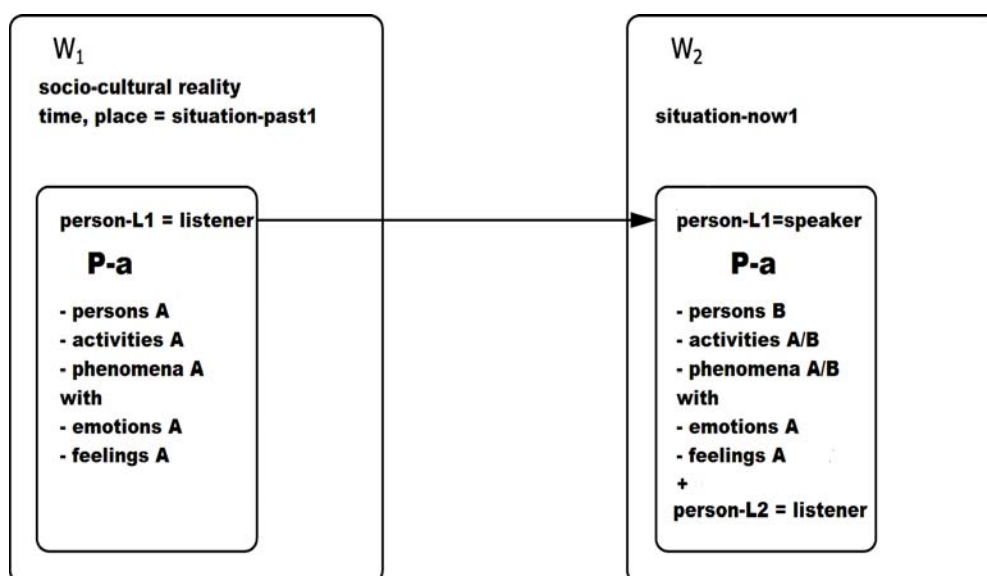 W₁
socio-cultural reality
time, place = situation-past1
person-L1 = listener
P-a
- persons A
- activities A
- phenomena A
with
- emotions A
- feelings A
W₂
situation-now1
person-L1=speaker
P-a
- persons B
- activities A/B
- phenomena A/B
with
- emotions A
- feelings A
+
person-L2 = listener